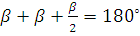 β + β + β/2 = 180°